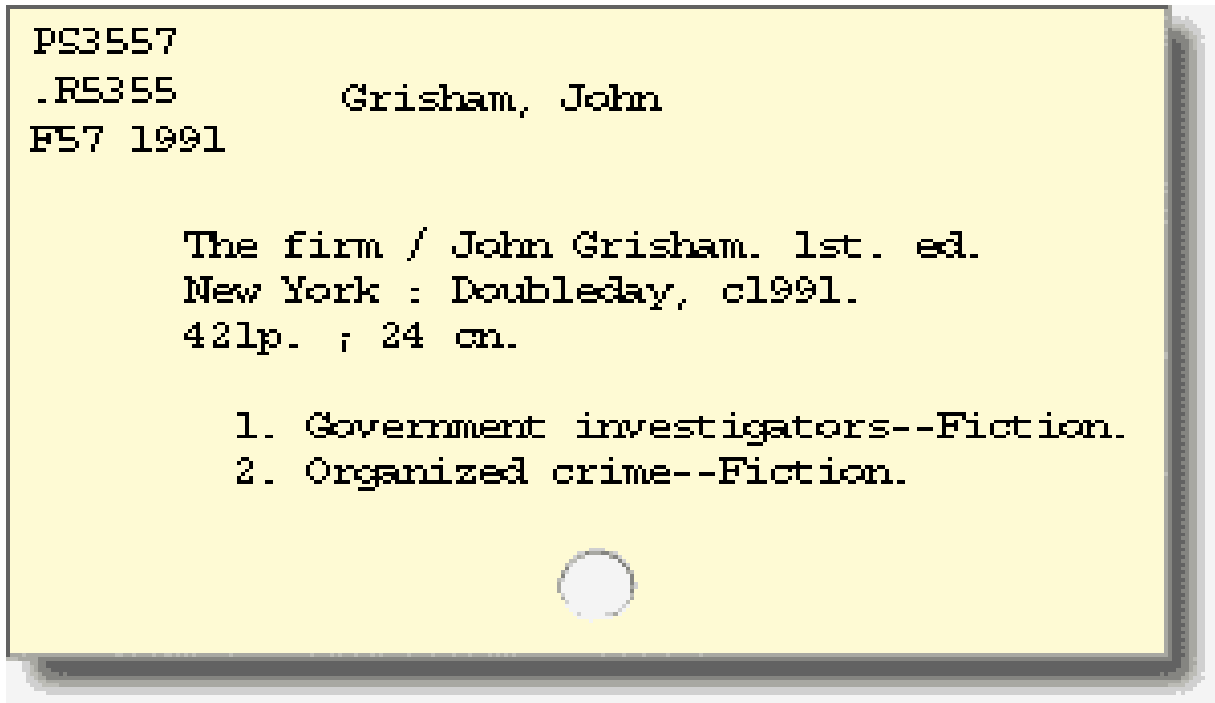 PS3557
.R5355
Grisham, John
F57 1991
The firm / John Grisham. 1st. ed.
New York : Doubleday, c1991.
421p. ; 24 cm.
1. Government investigators--Fiction.
2. Organized crime--Fiction.